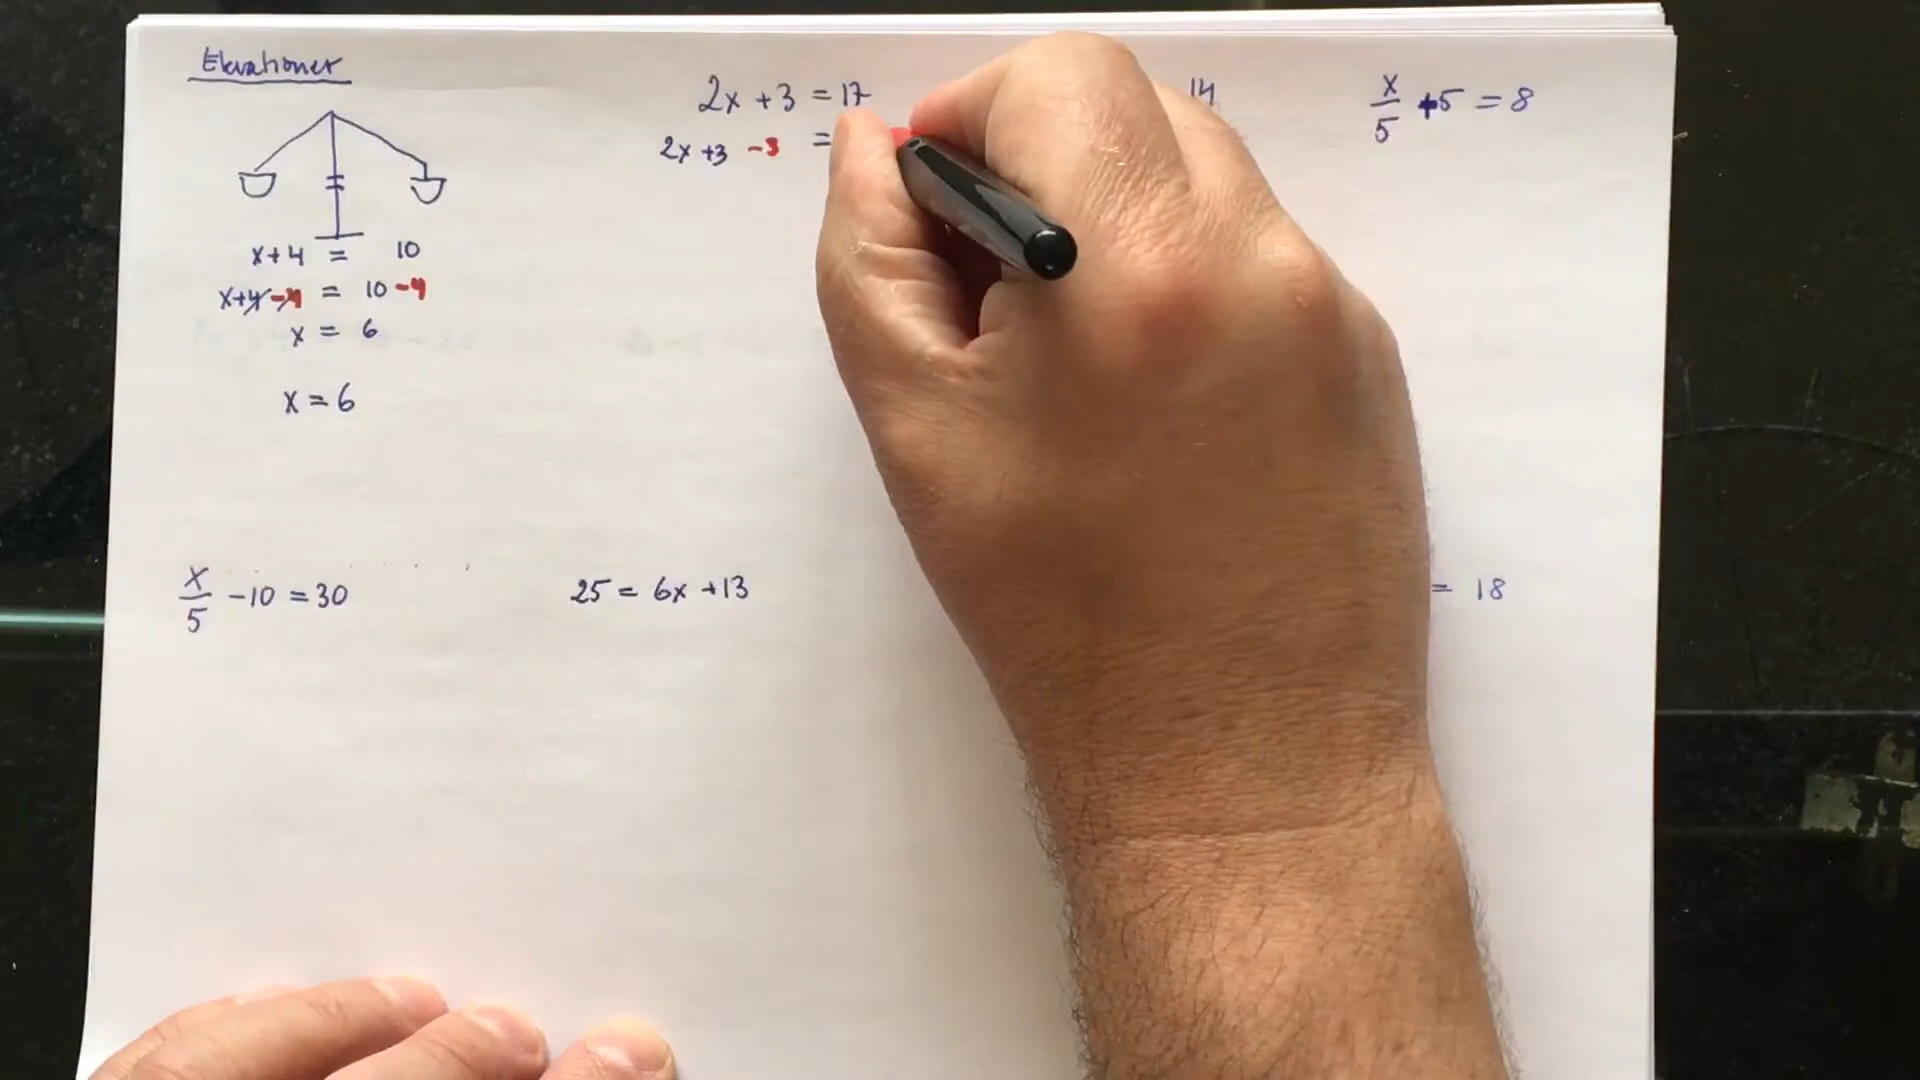 Ekvationer
x+4 = 10
x+4-4 = 10-4
x = 6
x = 6
2x +3 = 17
2x +3 -3 =
14
x/5 +5 = 8
x/5 -10 = 30
25 = 6x +13
= 18